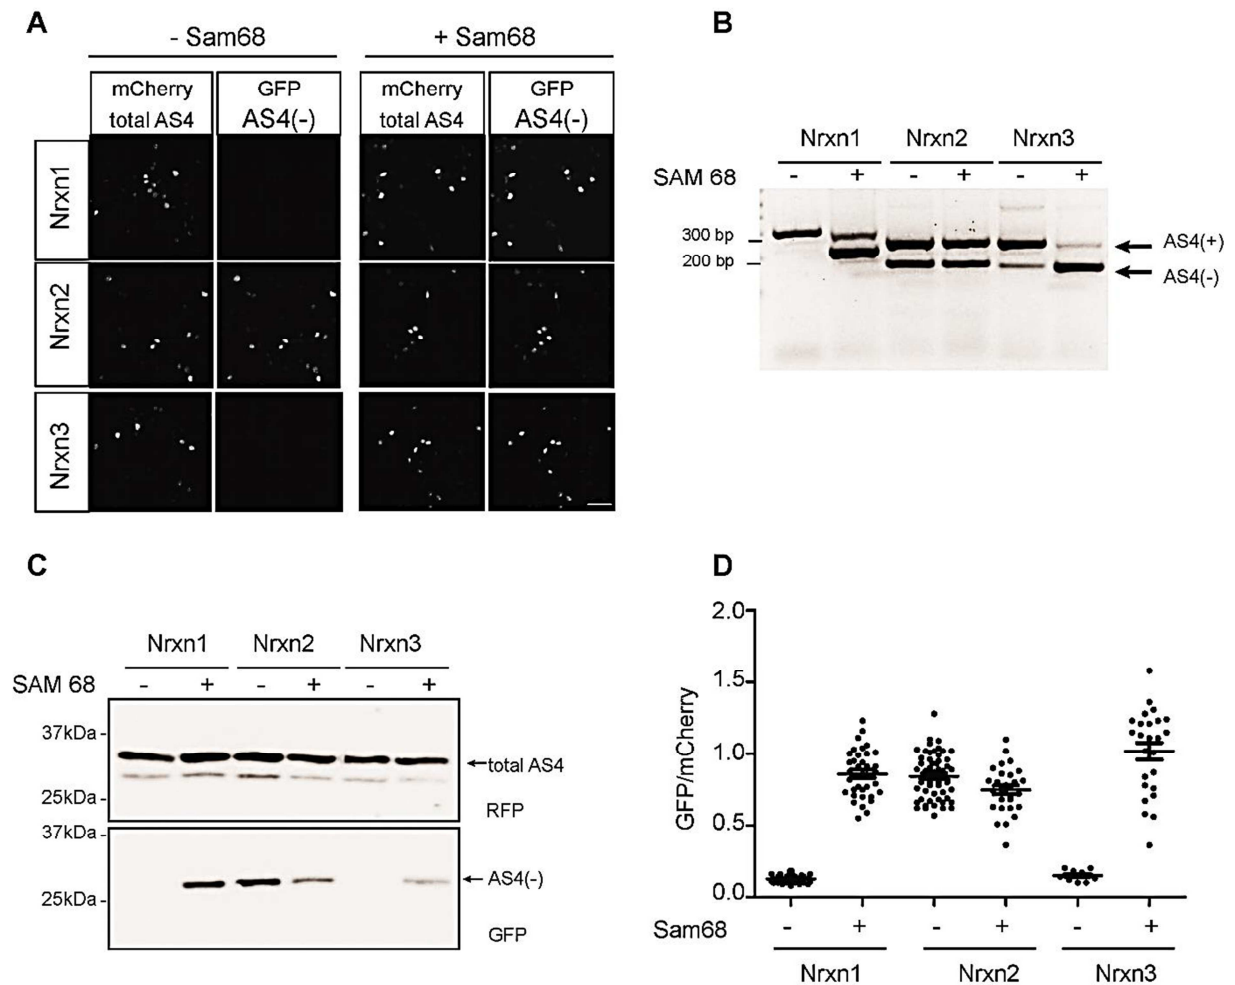 A
- Sam68
+ Sam68
mCherry
total AS4
GFP
AS4(-)
mCherry
total AS4
GFP
AS4(-)
Nrxn1
Nrxn2
Nrxn3
B
Nrxn1 Nrxn2 Nrxn3
SAM 68 - + - + - +
300 bp
AS4(+)
200 bp
AS4(-)
C
Nrxn1 Nrxn2 Nrxn3
SAM 68 - + - + - +
37kDa
total AS4
25kDa
RFP
37kDa
AS4(-)
25kDa
GFP
D
GFP/mCherry
2.0
1.5
1.0
0.5
0.0
Sam68 - + - + - +
Nrxn1 Nrxn2 Nrxn3